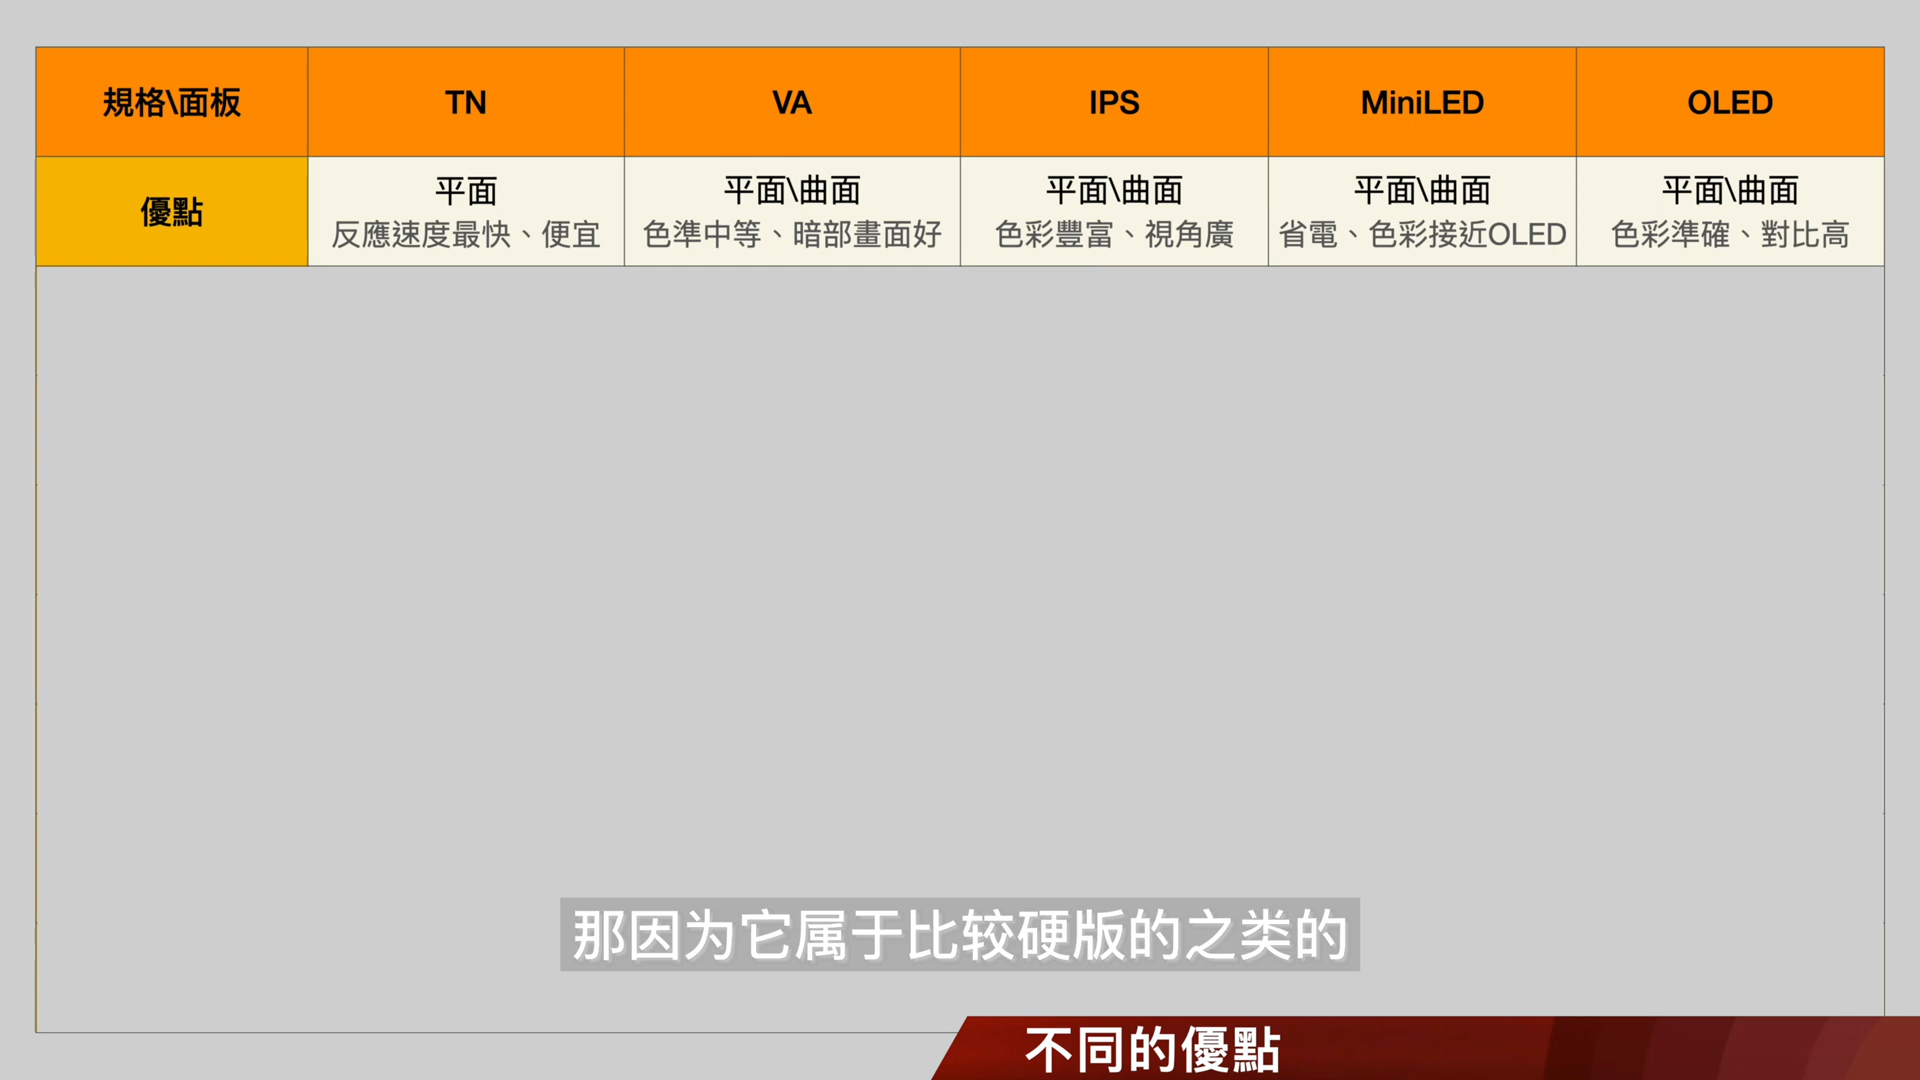 規格\面板
TN
VA
IPS
MiniLED
OLED
優點
平面
反應速度最快、便宜
平面\曲面
色準中等、暗部畫面好
平面\曲面
色彩豐富、視角廣
平面\曲面
省電、色彩接近OLED
平面\曲面
色彩準確、對比高
那因为它属于比较硬版的之类的
不同的優點